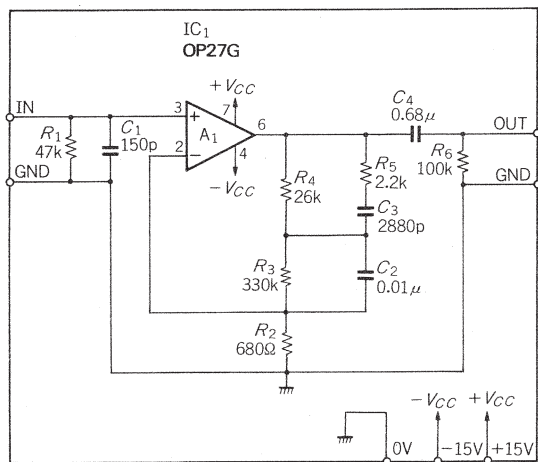 IC1
OP27G
+VCC
IN
3
7
+
A1
6
2
−
4
−VCC
R1
47k
C1
150p
GND
C4
0.68μ
OUT
R6
100k
GND
R4
26k
R5
2.2k
C3
2880p
R3
330k
C2
0.01μ
R2
680Ω
−VCC
+VCC
0V
−15V
+15V